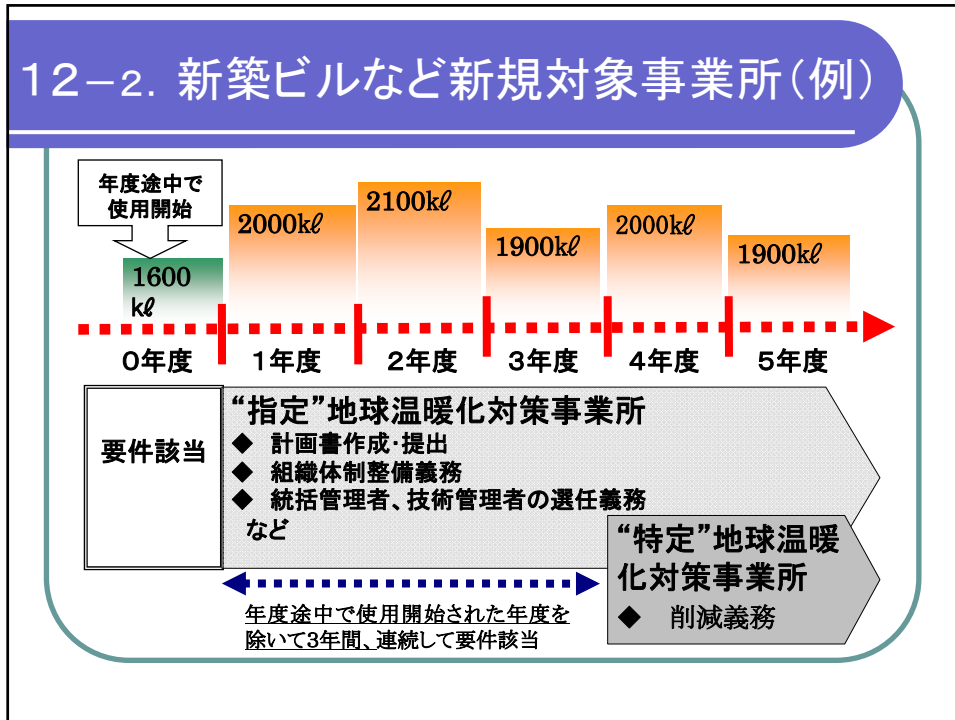 12－2．新築ビルなど新規対象事業所（例）
年度途中で
使用開始
1600
kℓ
2000kℓ
2100kℓ
1900kℓ
2000kℓ
1900kℓ
0年度
1年度
2年度
3年度
4年度
5年度
要件該当
“指定”地球温暖化対策事業所
◆ 計画書作成・提出
◆ 組織体制整備義務
◆ 統括管理者、技術管理者の選任義務
など
“特定”地球温暖
化対策事業所
◆ 削減義務
年度途中で使用開始された年度を
除いて3年間、連続して要件該当